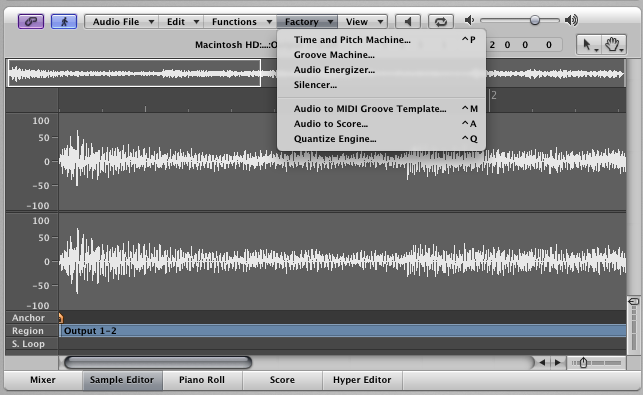 Audio File Edit Functions Factory View
Macintosh HD:...:O
2 0 0 0
Time and Pitch Machine... ^P
Groove Machine...
Audio Energizer...
Silencer...
Audio to MIDI Groove Template... ^M
Audio to Score... ^A
Quantize Engine... ^Q
2
100
50
0
-50
-100
100
50
0
-50
-100
Anchor
Region Output 1-2
S. Loop
Mixer Sample Editor Piano Roll Score Hyper Editor